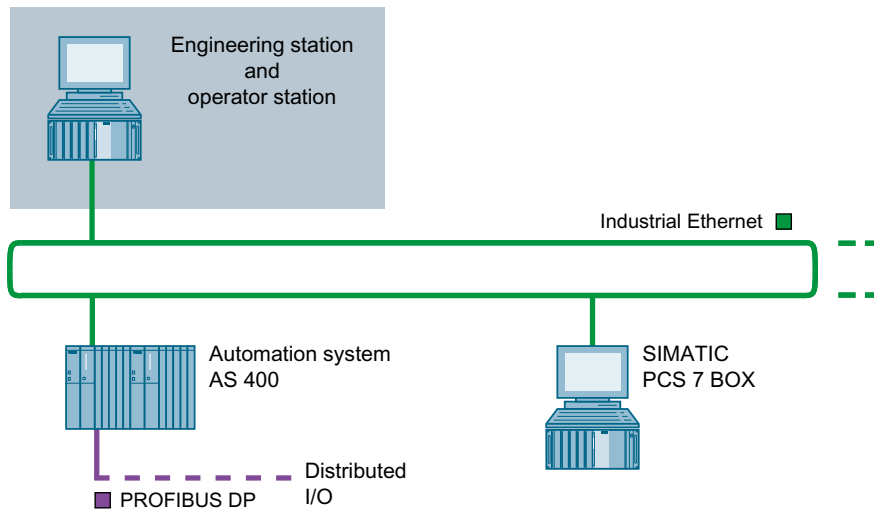 Engineering station
and
operator station
Industrial Ethernet
Automation system
AS 400
SIMATIC
PCS 7 BOX
Distributed
I/O
PROFIBUS DP